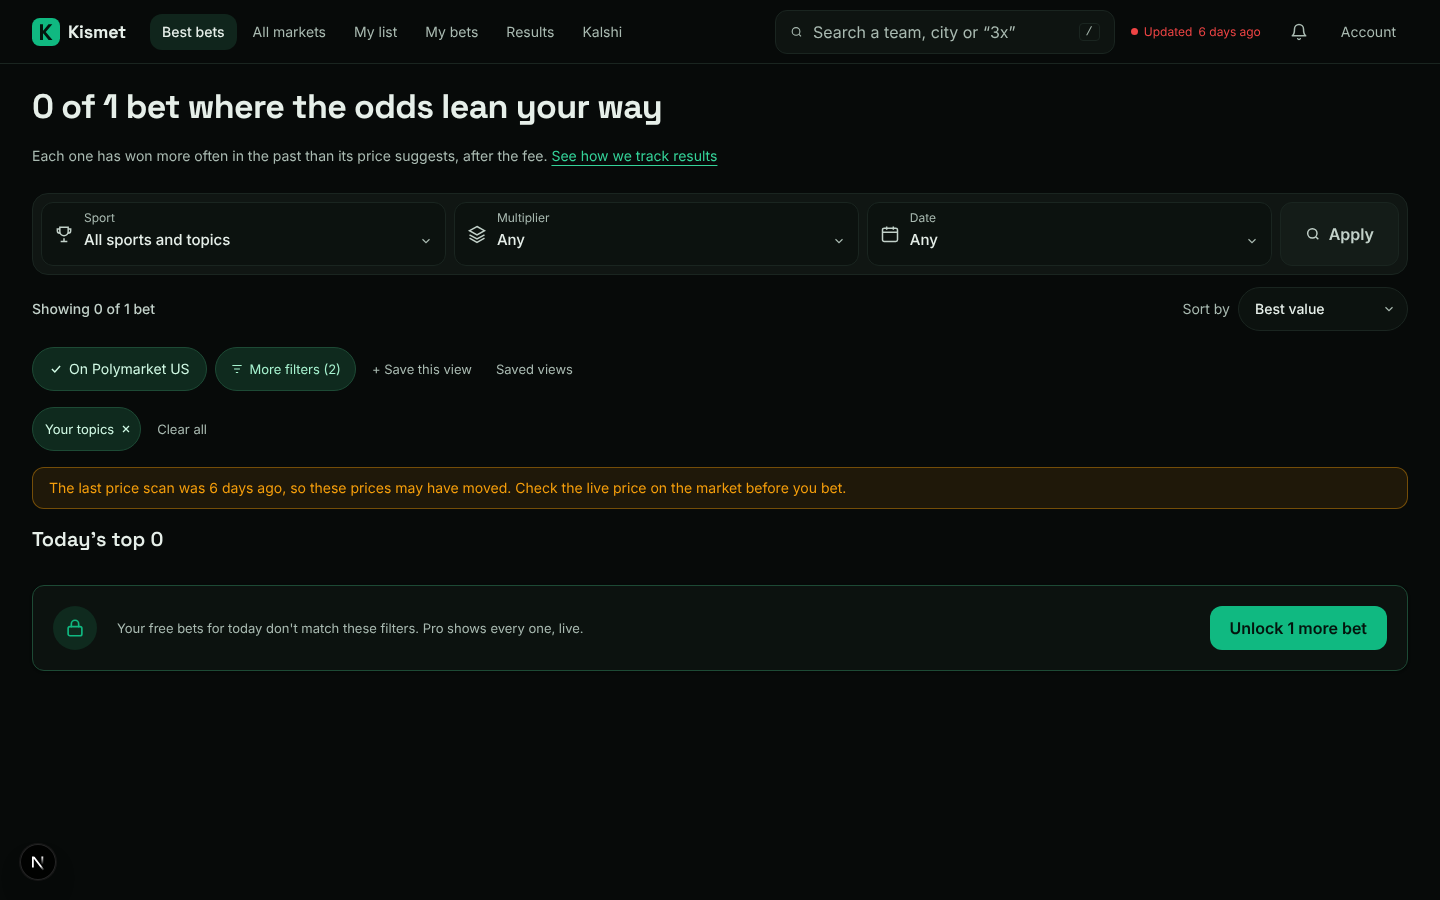 K Kismet Best bets All markets My list My bets Results Kalshi Search a team, city or “3x” / Updated 6 days ago Account
0 of 1 bet where the odds lean your way
Each one has won more often in the past than its price suggests, after the fee. See how we track results
Sport
All sports and topics
Multiplier
Any
Date
Any
Apply
Showing 0 of 1 bet
Sort by Best value
On Polymarket US More filters (2) + Save this view Saved views
Your topics × Clear all
The last price scan was 6 days ago, so these prices may have moved. Check the live price on the market before you bet.
Today’s top 0
Your free bets for today don't match these filters. Pro shows every one, live.
Unlock 1 more bet
N